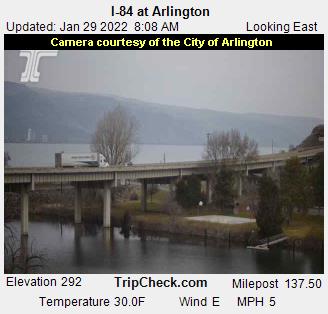 I-84 at Arlington
Updated: Jan 29 2022 8:08 AM Looking East
Camera courtesy of the City of Arlington
Elevation 292 TripCheck.com Milepost 137.50
Temperature 30.0F Wind E MPH 5